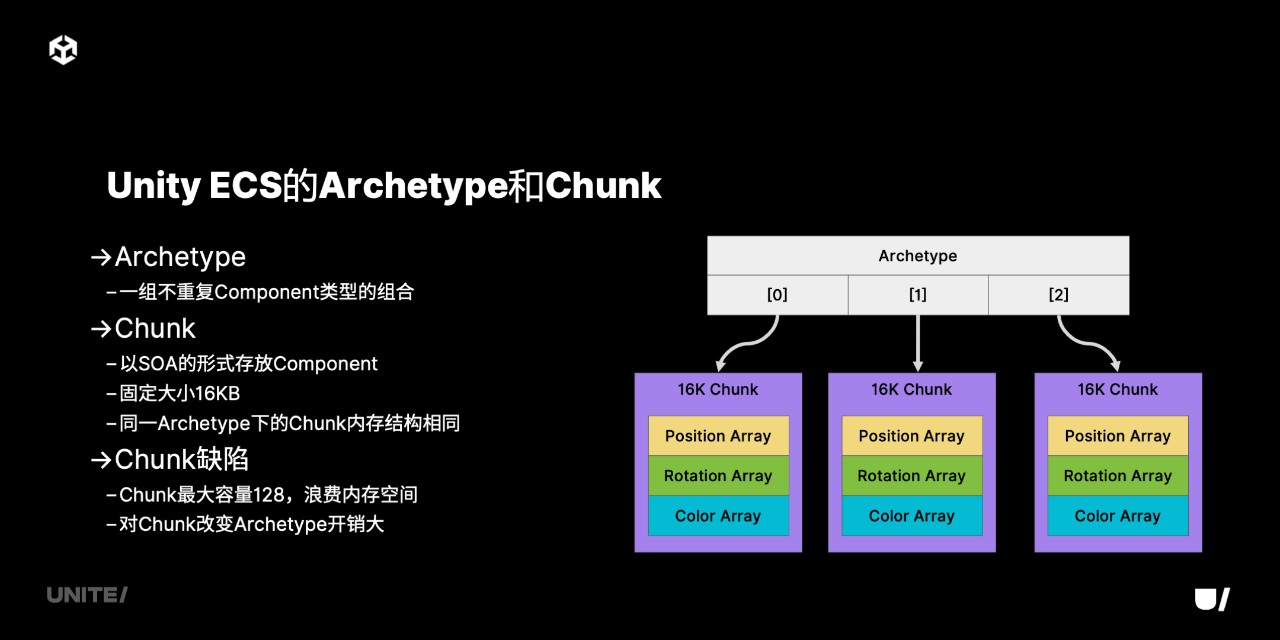 Unity ECS的Archetype和Chunk
→Archetype
–一组不重复Component类型的组合
→Chunk
–以SOA的形式存放Component
–固定大小16KB
–同一Archetype下的Chunk内存结构相同
→Chunk缺陷
–Chunk最大容量128，浪费内存空间
–对Chunk改变Archetype开销大
Archetype
[0] [1] [2]
16K Chunk 16K Chunk 16K Chunk
Position Array Position Array Position Array
Rotation Array Rotation Array Rotation Array
Color Array Color Array Color Array
UNITE/ U/